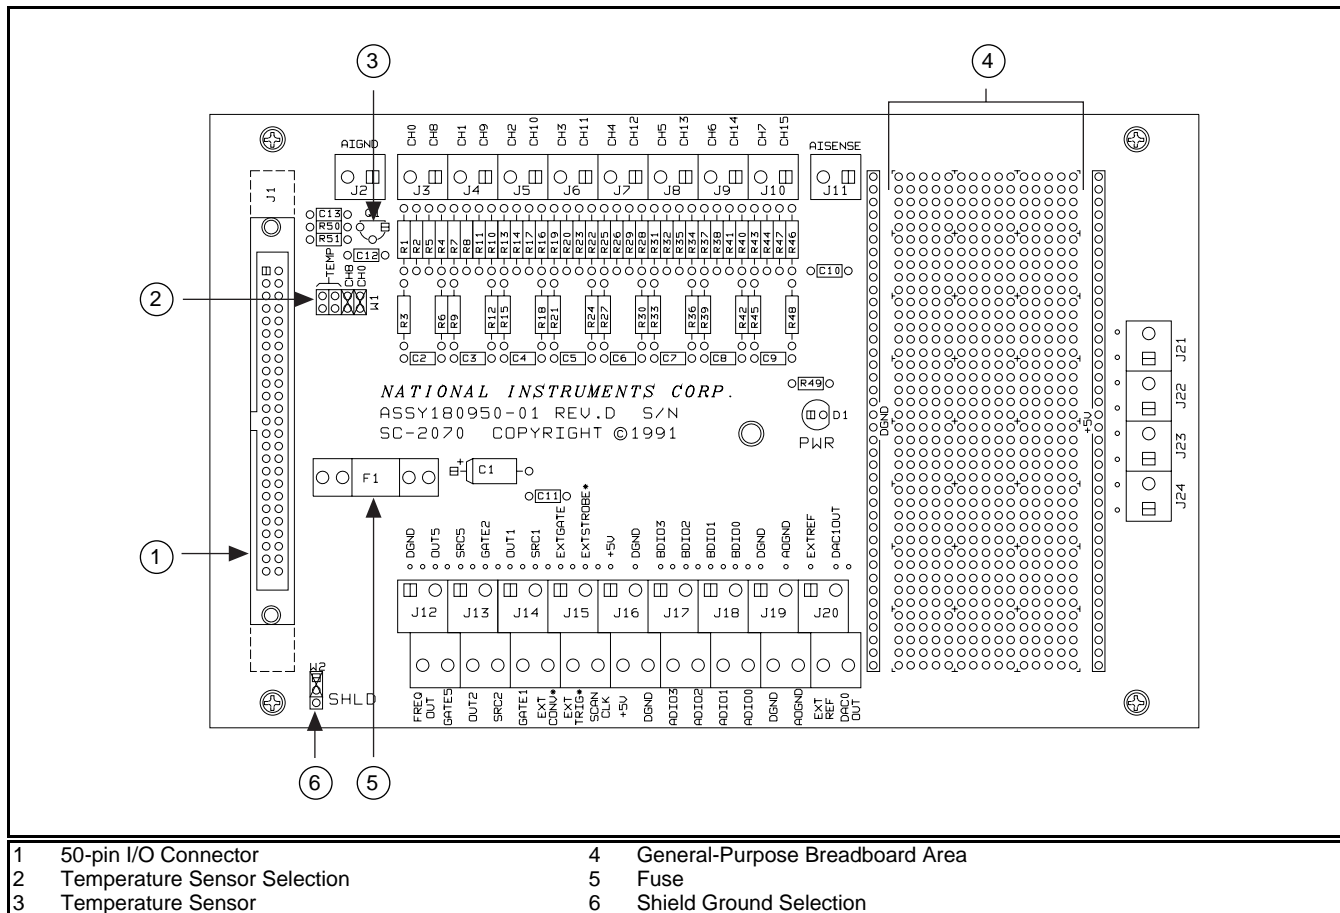 3
4
CH0 CH8 CH1 CH9 CH2 CH10 CH3 CH11 CH4 CH12 CH5 CH13 CH6 CH14 CH7 CH15
AIGND
AISENSE
J1
J2 J3 J4 J5 J6 J7 J8 J9 J10 J11
C13
R50
R51
C12
R1 R2 R5 R4 R7 R8 R11 R10 R13 R14 R17 R16 R19 R20 R23 R22 R25 R26 R29 R28 R31 R32 R35 R34 R37 R38 R41 R40 R43 R44 R47 R46
C10
TEMP
CH8
CH0
W1
2
R3 R6 R9 R12 R15 R18 R21 R24 R27 R30 R33 R36 R39 R42 R45 R48
C2 C3 C4 C5 C6 C7 C8 C9
NATIONAL INSTRUMENTS CORP.
ASSY180950-01 REV.D S/N
SC-2070 COPYRIGHT ©1991
R49
D1
PWR
DGND
+5V
J21
J22
J23
J24
F1
+
C1
C11
1
DGND OUT5 SRC5 GATE2 OUT1 SRC1 EXTGATE EXTSTROBE* +5V DGND BDIO3 BDIO2 BDIO1 BDIO0 DGND AOGND EXTREF DAC1OUT
J12 J13 J14 J15 J16 J17 J18 J19 J20
FREQ OUT GATE5 OUT2 SRC2 GATE1 EXT CONV* EXT TRIG* SCAN CLK +5V DGND ADIO3 ADIO2 ADIO1 ADIO0 DGND AOGND EXT REF DAC0 OUT
W2
SHLD
6
5
1 50-pin I/O Connector
2 Temperature Sensor Selection
3 Temperature Sensor
4 General-Purpose Breadboard Area
5 Fuse
6 Shield Ground Selection